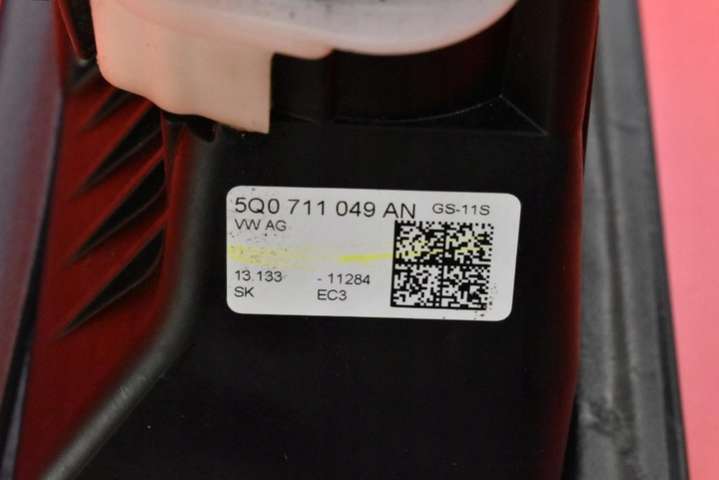 5Q0 711 049 AN GS-11S
VW AG
13.133 - 11284
SK EC3